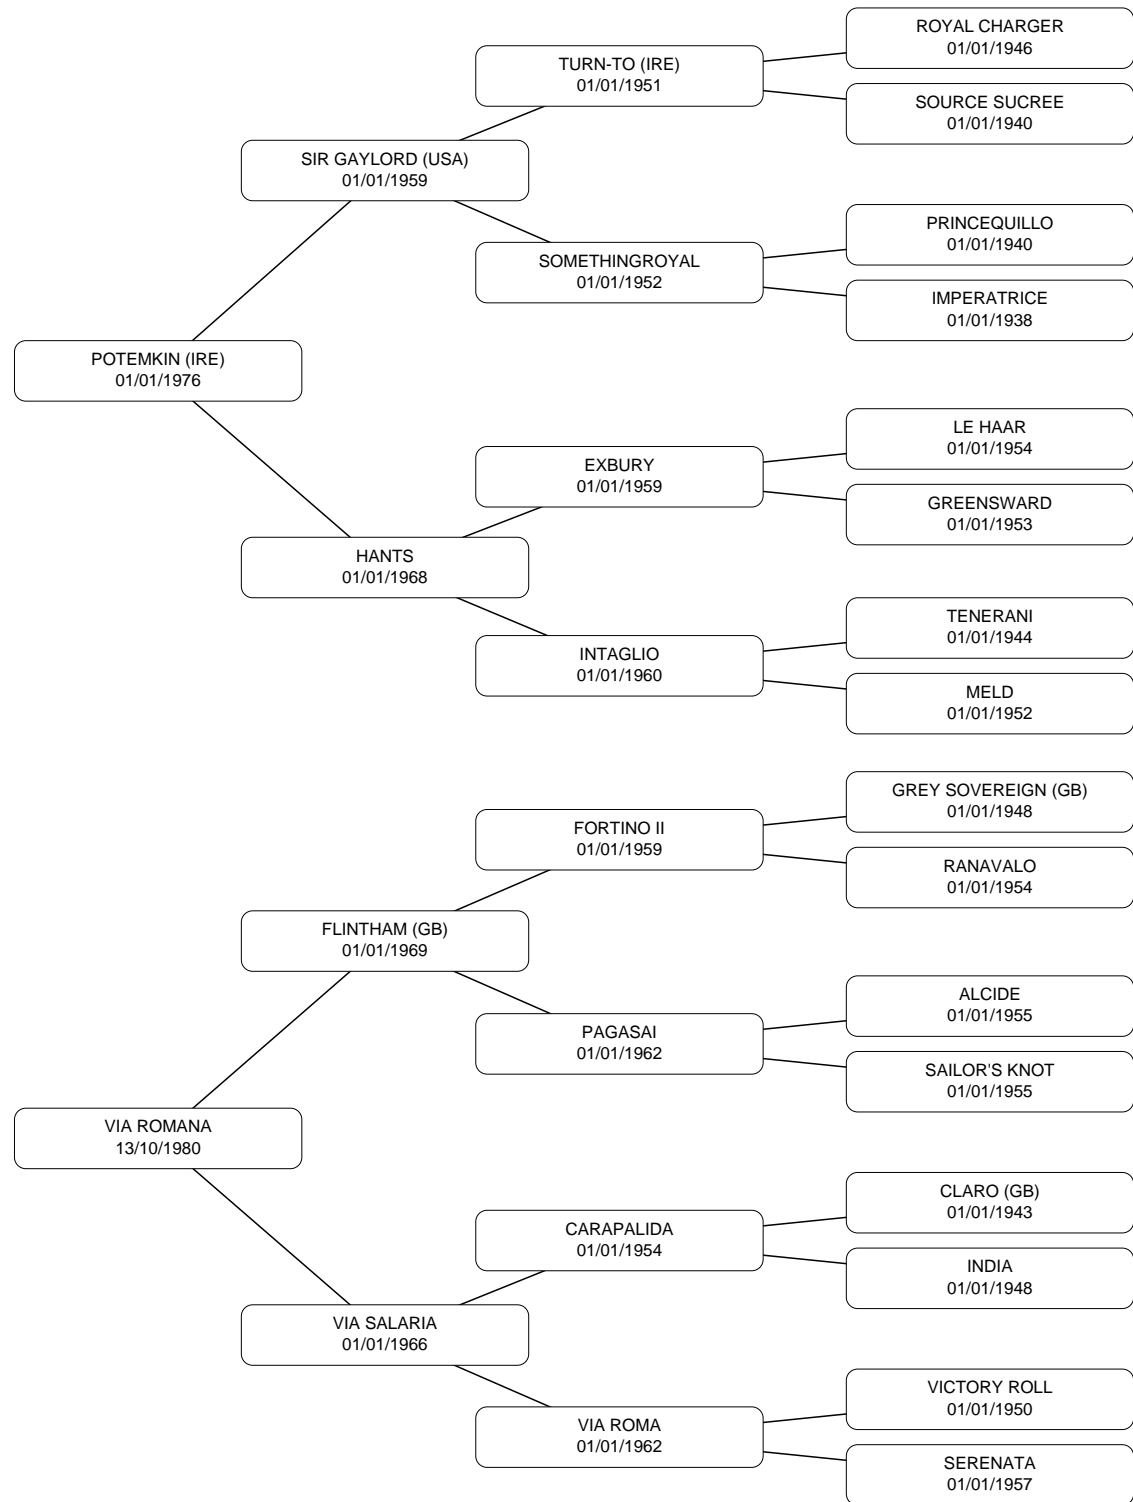 ROYAL CHARGER
01/01/1946
TURN-TO (IRE)
01/01/1951
SOURCE SUCREE
01/01/1940
SIR GAYLORD (USA)
01/01/1959
PRINCEQUILLO
01/01/1940
SOMETHINGROYAL
01/01/1952
IMPERATRICE
01/01/1938
POTEMKIN (IRE)
01/01/1976
LE HAAR
01/01/1954
EXBURY
01/01/1959
GREENSWARD
01/01/1953
HANTS
01/01/1968
TENERANI
01/01/1944
INTAGLIO
01/01/1960
MELD
01/01/1952
GREY SOVEREIGN (GB)
01/01/1948
FORTINO II
01/01/1959
RANAVALO
01/01/1954
FLINTHAM (GB)
01/01/1969
ALCIDE
01/01/1955
PAGASAI
01/01/1962
SAILOR'S KNOT
01/01/1955
VIA ROMANA
13/10/1980
CLARO (GB)
01/01/1943
CARAPALIDA
01/01/1954
INDIA
01/01/1948
VIA SALARIA
01/01/1966
VICTORY ROLL
01/01/1950
VIA ROMA
01/01/1962
SERENATA
01/01/1957